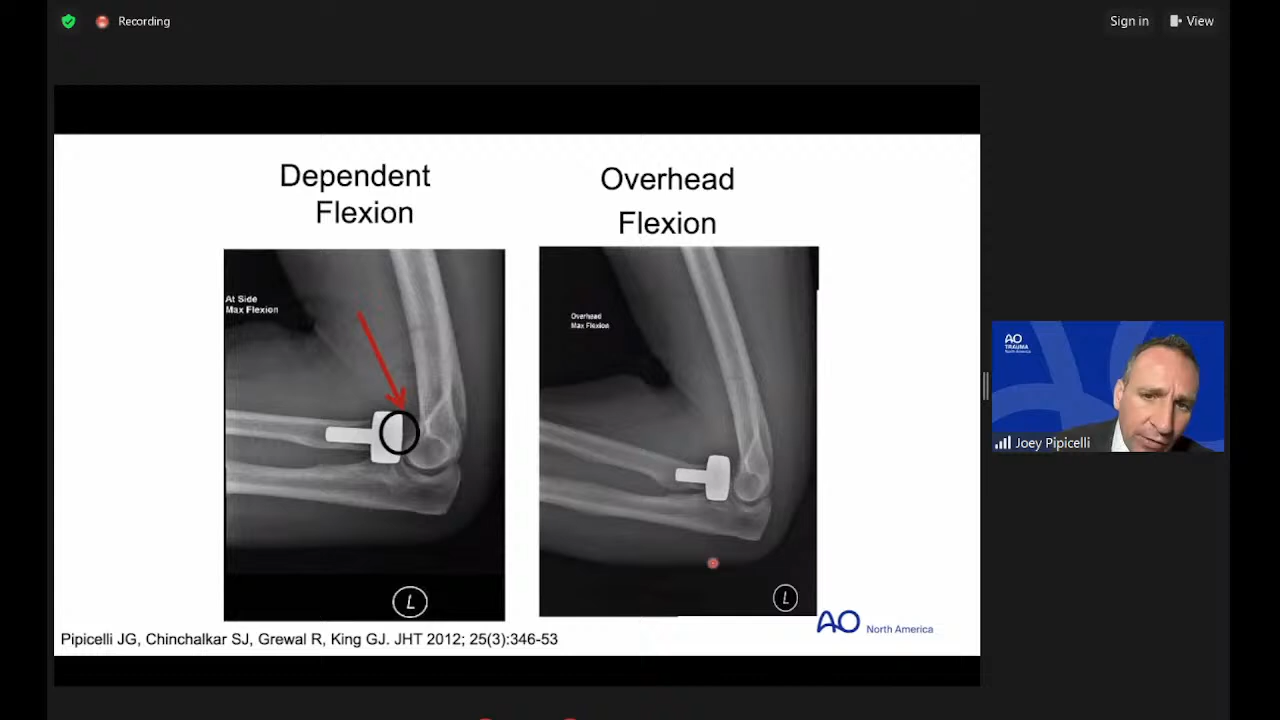 Recording
Sign in
View
Dependent
Flexion
Overhead
Flexion
At Side
Max Flexion
Overhead
Max Flexion
L
L
AO
TRAUMA
North America
Joey Pipicelli
AO North America
Pipicelli JG, Chinchalkar SJ, Grewal R, King GJ. JHT 2012; 25(3):346-53